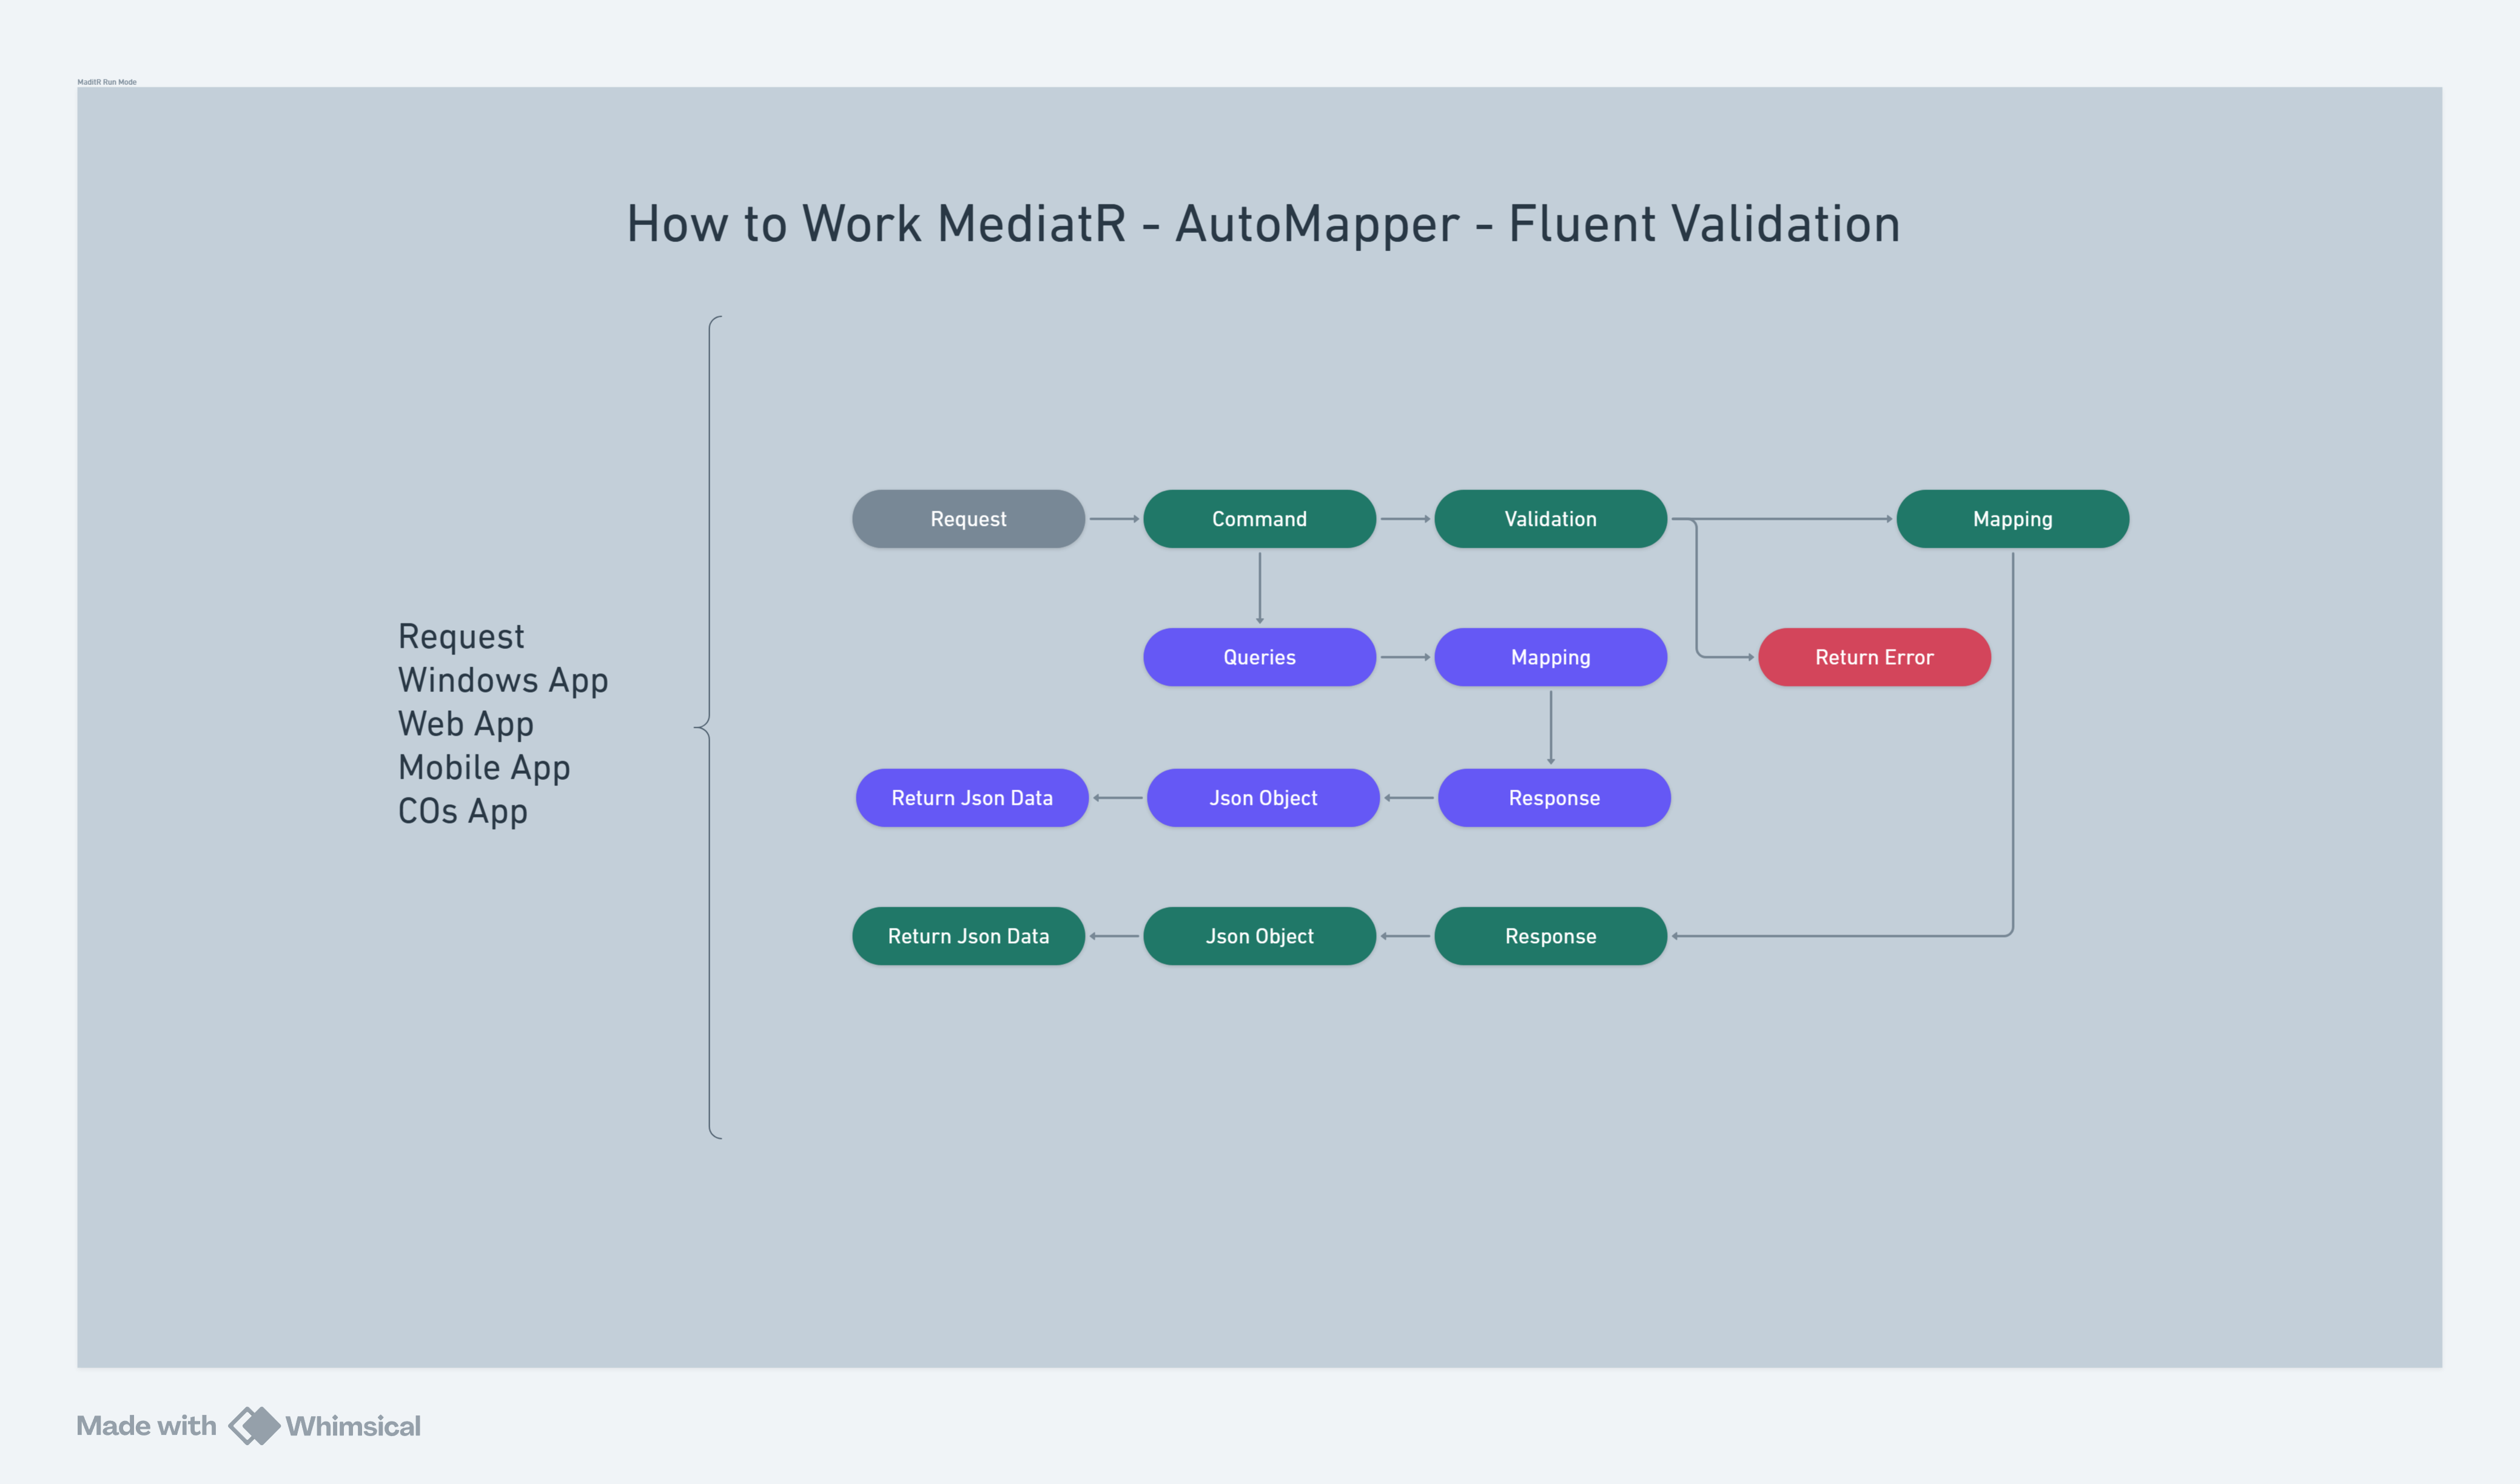 MaditR Run Mode
How to Work MediatR - AutoMapper - Fluent Validation
Request
Windows App
Web App
Mobile App
COs App
Request
Command
Validation
Mapping
Queries
Mapping
Return Error
Return Json Data
Json Object
Response
Return Json Data
Json Object
Response
Made with Whimsical